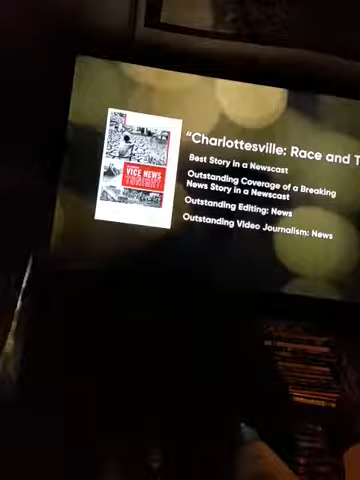 "Charlottesville: Race and T
Best Story in a Newscast
Outstanding Coverage of a Breaking
News Story in a Newscast
Outstanding Editing: News
Outstanding Video Journalism: News
VICE NEWS
TONIGHT